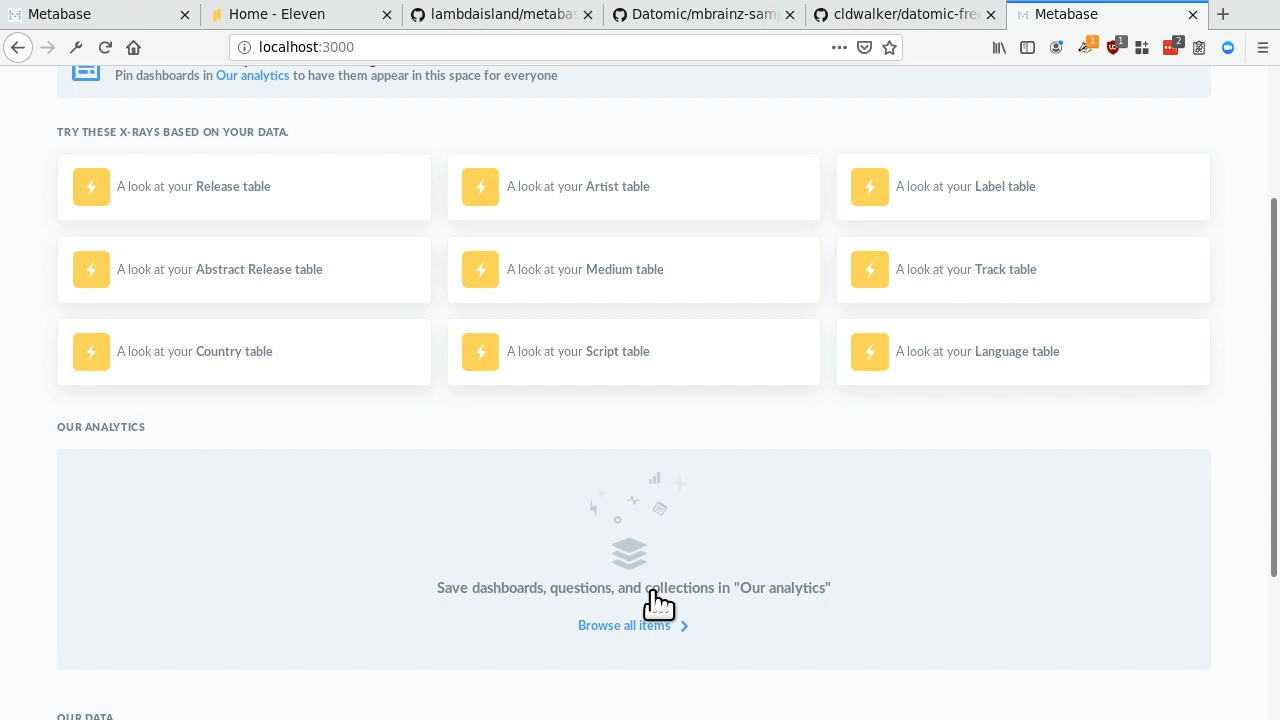 Metabase
Home - Eleven
lambdaisland/metabas
Datomic/mbrainz-sam
cldwalker/datomic-free
Metabase
localhost:3000
1
1
2
Pin dashboards in Our analytics to have them appear in this space for everyone
TRY THESE X-RAYS BASED ON YOUR DATA.
A look at your Release table
A look at your Artist table
A look at your Label table
A look at your Abstract Release table
A look at your Medium table
A look at your Track table
A look at your Country table
A look at your Script table
A look at your Language table
OUR ANALYTICS
Save dashboards, questions, and collections in "Our analytics"
Browse all items
OUR DATA